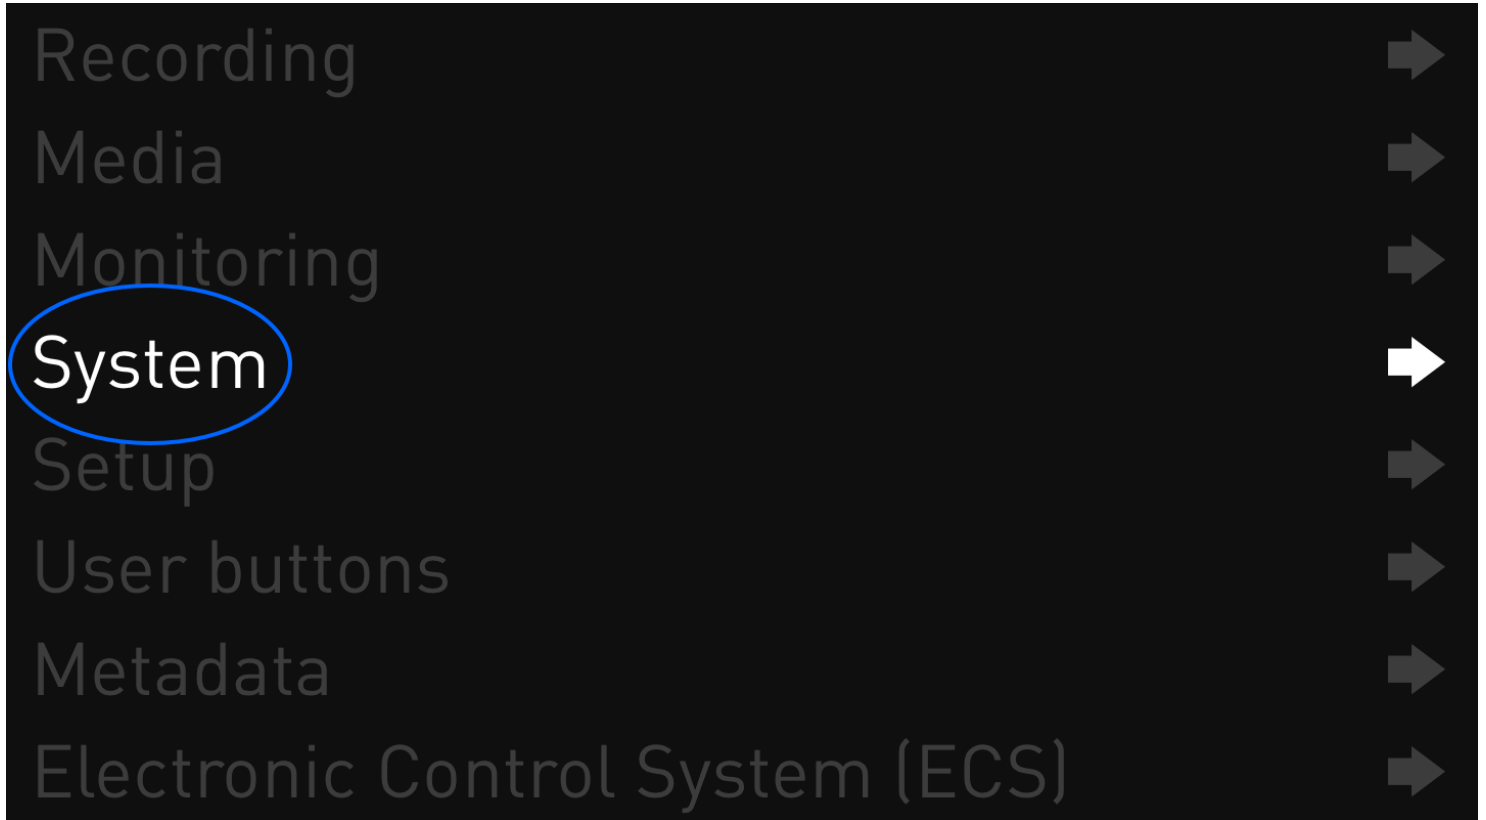 Recording
Media
Monitoring
System
Setup
User buttons
Metadata
Electronic Control System (ECS)